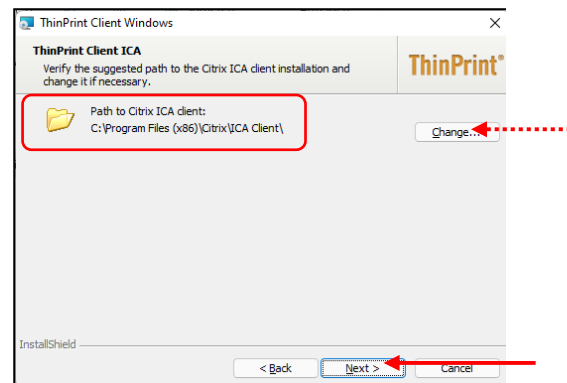 ThinPrint Client Windows
ThinPrint Client ICA
Verify the suggested path to the Citrix ICA client installation and
change it if necessary.
ThinPrint®
Path to Citrix ICA client:
C:\Program Files (x86)\Citrix\ICA Client\
Change...
InstallShield
< Back
Next >
Cancel